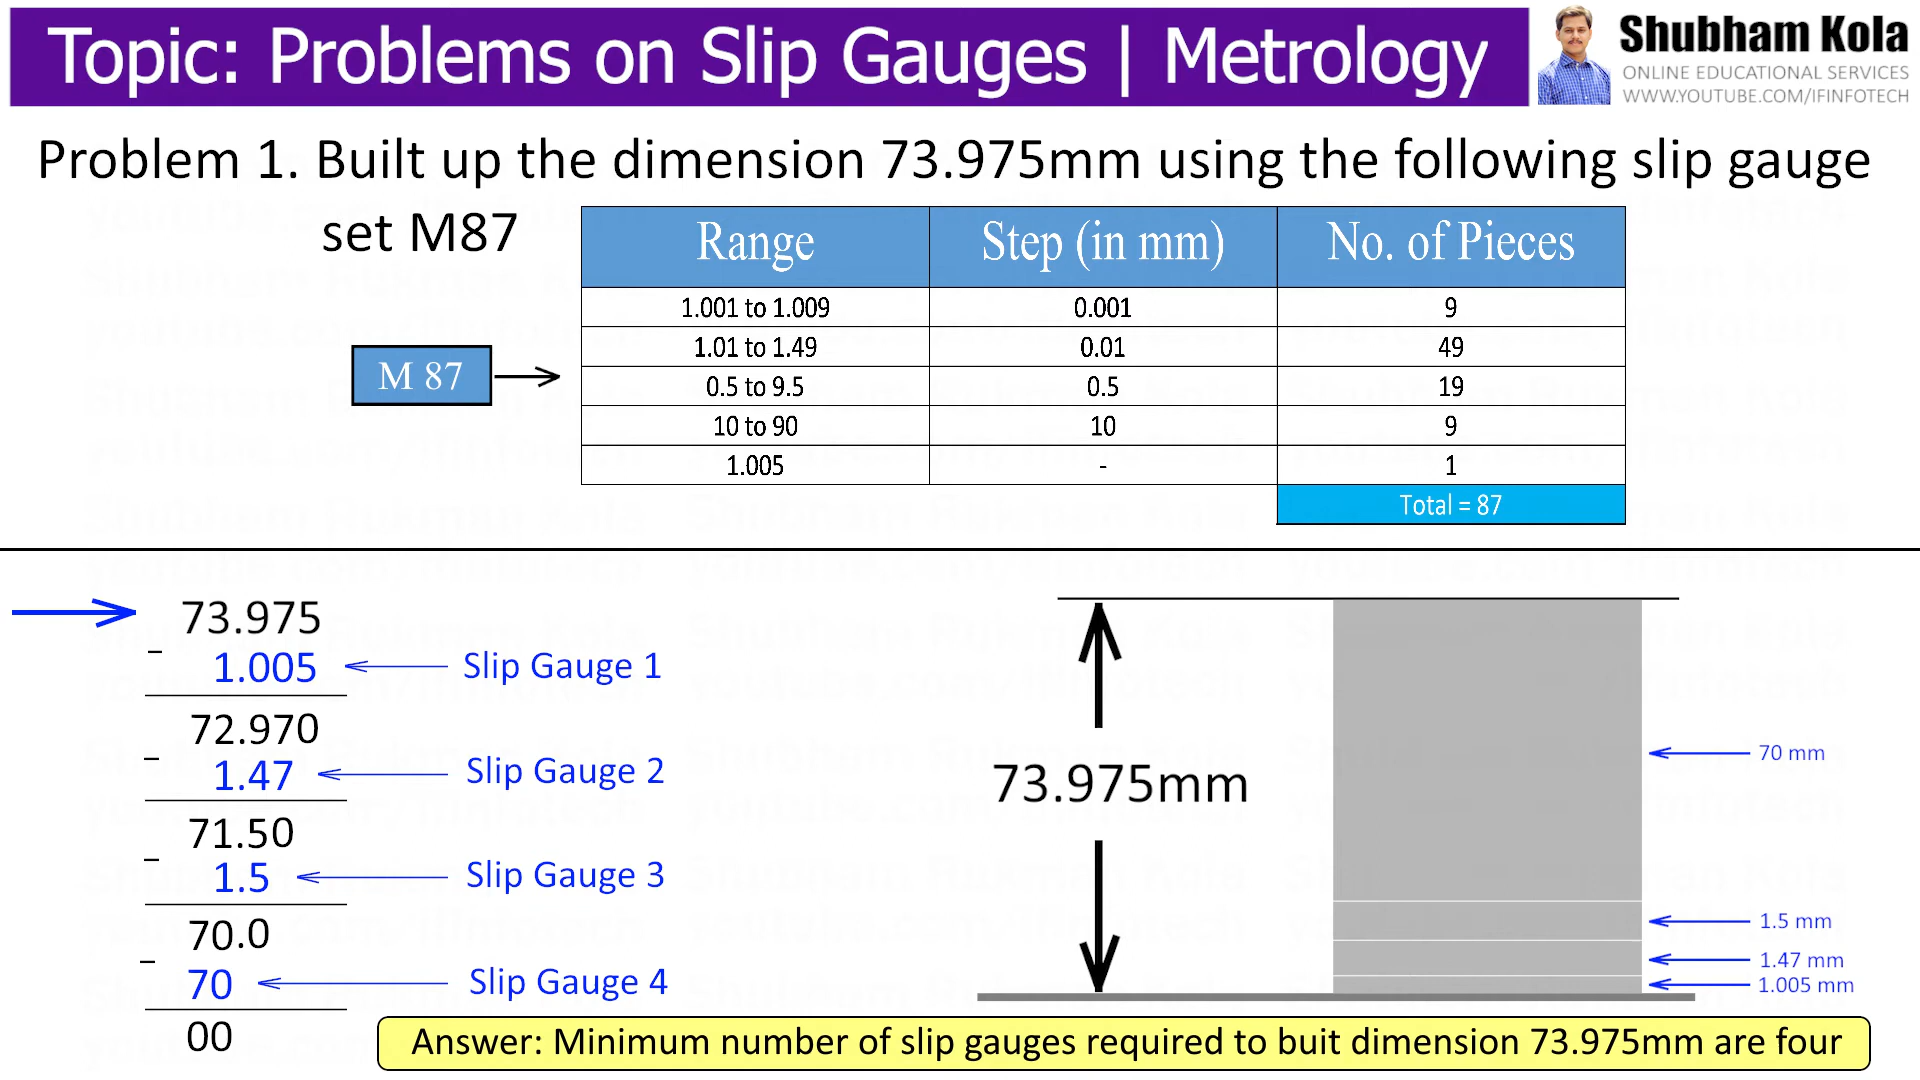 Topic: Problems on Slip Gauges | Metrology
Shubham Kola
ONLINE EDUCATIONAL SERVICES
WWW.YOUTUBE.COM/IFINFOTECH
Problem 1. Built up the dimension 73.975mm using the following slip gauge
set M87
Range Step (in mm) No. of Pieces
1.001 to 1.009 0.001 9
1.01 to 1.49 0.01 49
0.5 to 9.5 0.5 19
10 to 90 10 9
1.005 - 1
Total = 87
M 87
73.975
- 1.005 Slip Gauge 1
72.970
- 1.47 Slip Gauge 2
71.50
- 1.5 Slip Gauge 3
70.0
- 70 Slip Gauge 4
00
73.975mm
70 mm
1.5 mm
1.47 mm
1.005 mm
Answer: Minimum number of slip gauges required to buit dimension 73.975mm are four